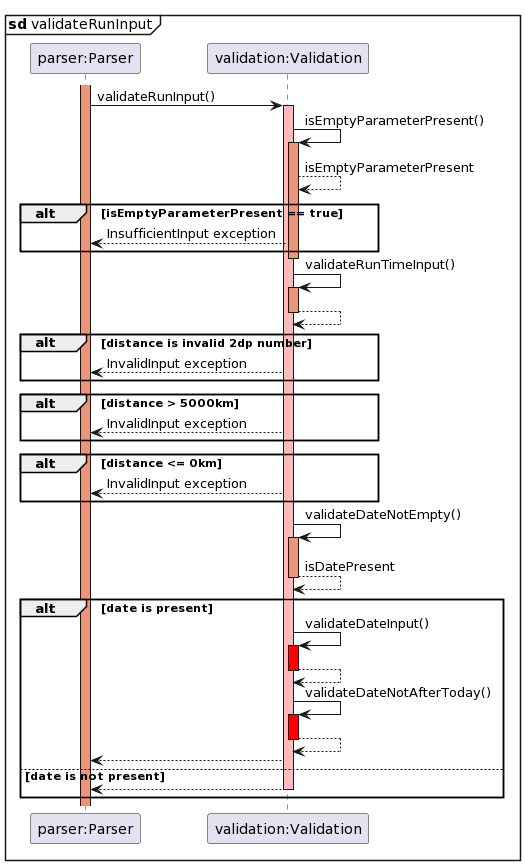 sd validateRunInput
parser:Parser
validation:Validation
validateRunInput()
isEmptyParameterPresent()
isEmptyParameterPresent
alt
[isEmptyParameterPresent == true]
InsufficientInput exception
validateRunTimeInput()
alt
[distance is invalid 2dp number]
InvalidInput exception
alt
[distance > 5000km]
InvalidInput exception
alt
[distance <= 0km]
InvalidInput exception
validateDateNotEmpty()
isDatePresent
alt
[date is present]
validateDateInput()
validateDateNotAfterToday()
[date is not present]
parser:Parser
validation:Validation